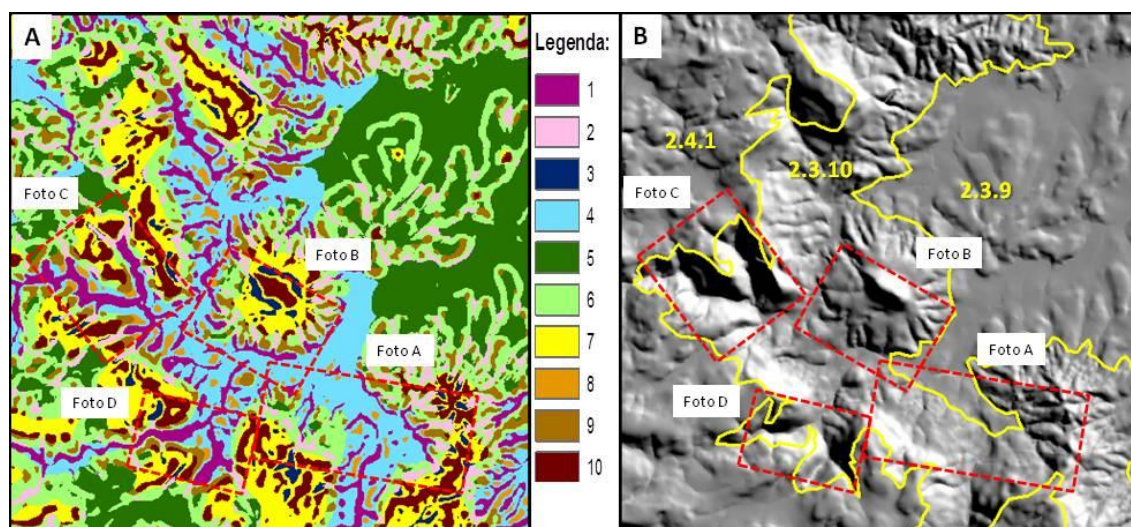 A
Foto C
Foto B
Foto A
Foto D
Legenda:
1
2
3
4
5
6
7
8
9
10
B
2.4.1
2.3.10
2.3.9
Foto C
Foto B
Foto A
Foto D